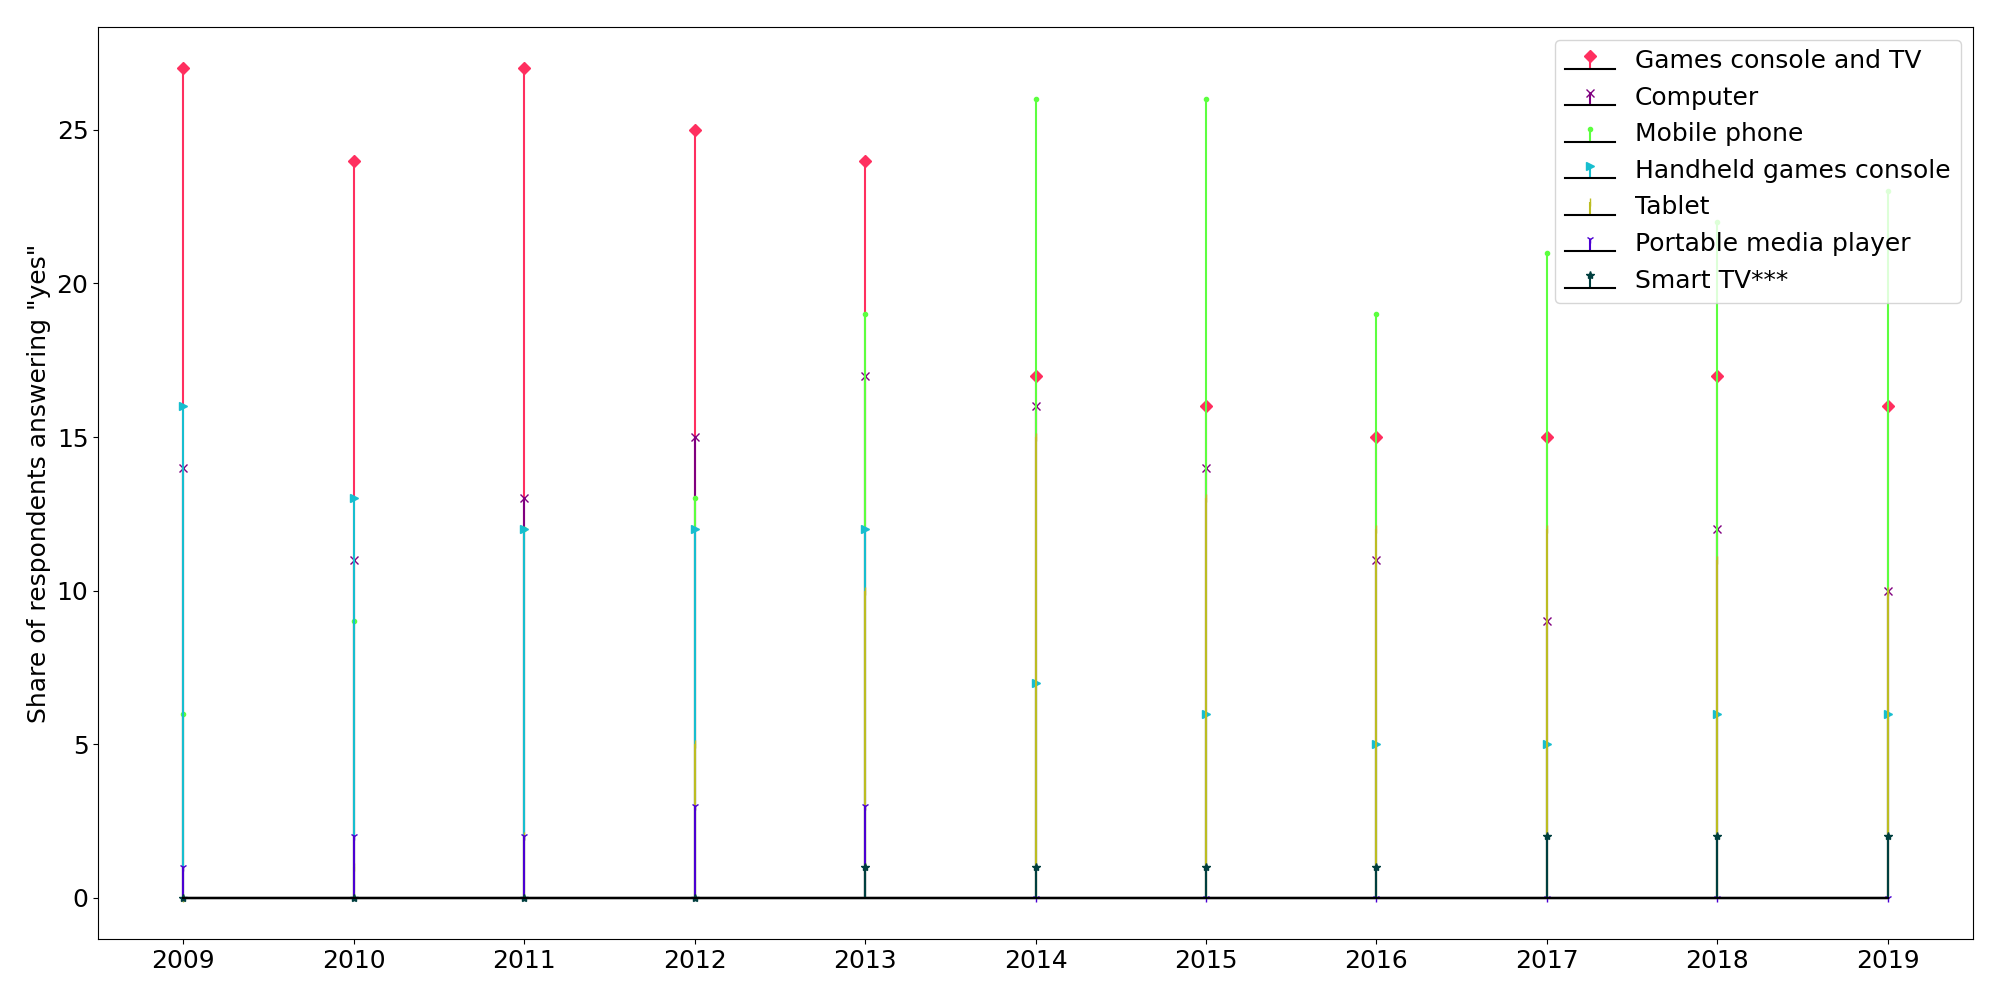 Share of respondents answering "yes"
25
20
15
10
5
0
2009 2010 2011 2012 2013 2014 2015 2016 2017 2018 2019
Games console and TV
Computer
Mobile phone
Handheld games console
Tablet
Portable media player
Smart TV***